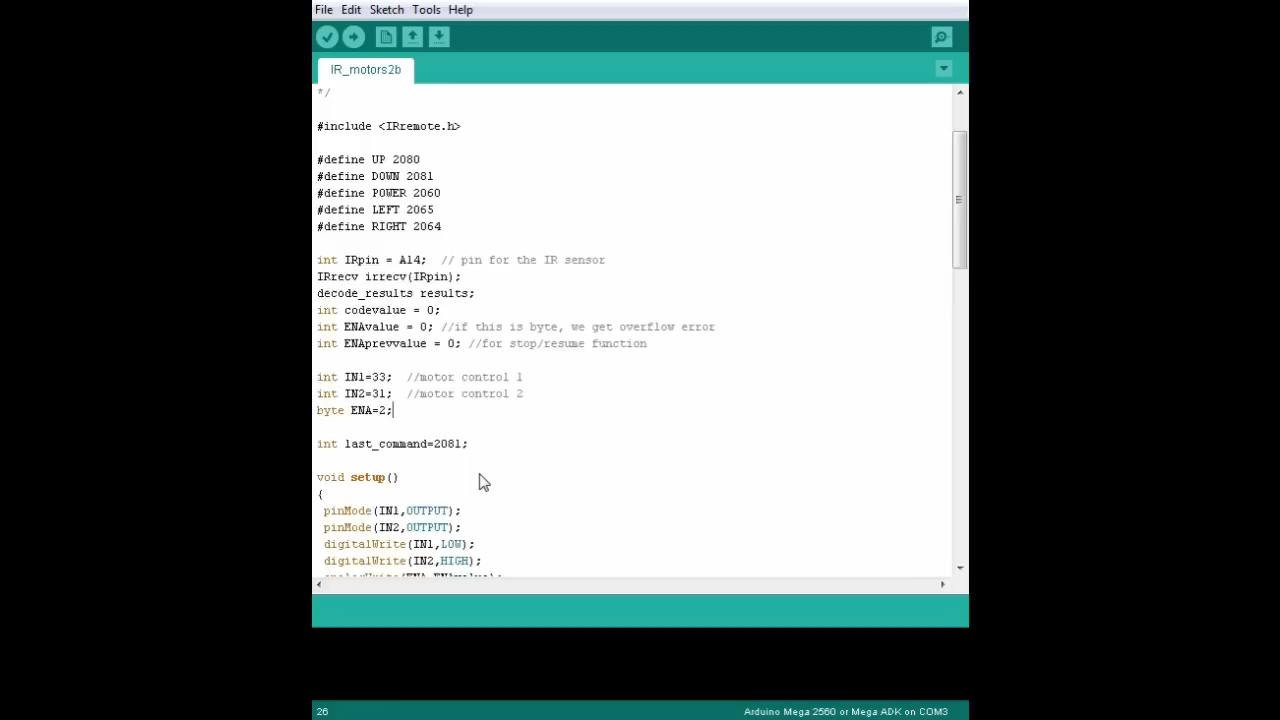 File Edit Sketch Tools Help
IR_motors2b
*/
#include <IRremote.h>
#define UP 2080
#define DOWN 2081
#define POWER 2060
#define LEFT 2065
#define RIGHT 2064
int IRpin = A14; // pin for the IR sensor
IRrecv irrecv(IRpin);
decode_results results;
int codevalue = 0;
int ENAvalue = 0; //if this is byte, we get overflow error
int ENAprevvalue = 0; //for stop/resume function
int IN1=33; //motor control 1
int IN2=31; //motor control 2
byte ENA=2;
int last_command=2081;
void setup()
{
pinMode(IN1,OUTPUT);
pinMode(IN2,OUTPUT);
digitalWrite(IN1,LOW);
digitalWrite(IN2,HIGH);
26 Arduino Mega 2560 or Mega ADK on COM3